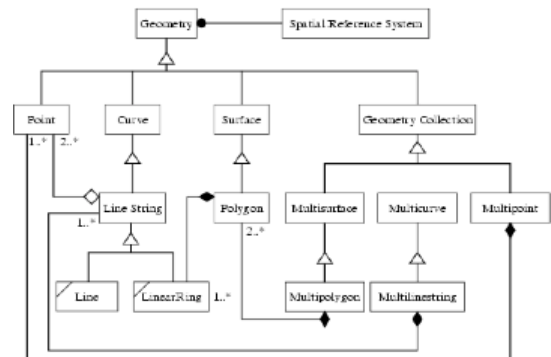 Geometry
Spatial Reference System
Point
Curve
Surface
Geometry Collection
1..*
2..*
Line String
Polygon
Multisurface
Multicurve
Multipoint
1..*
2..*
Line
LinearRing
1..*
Multipolygon
Multilinestring